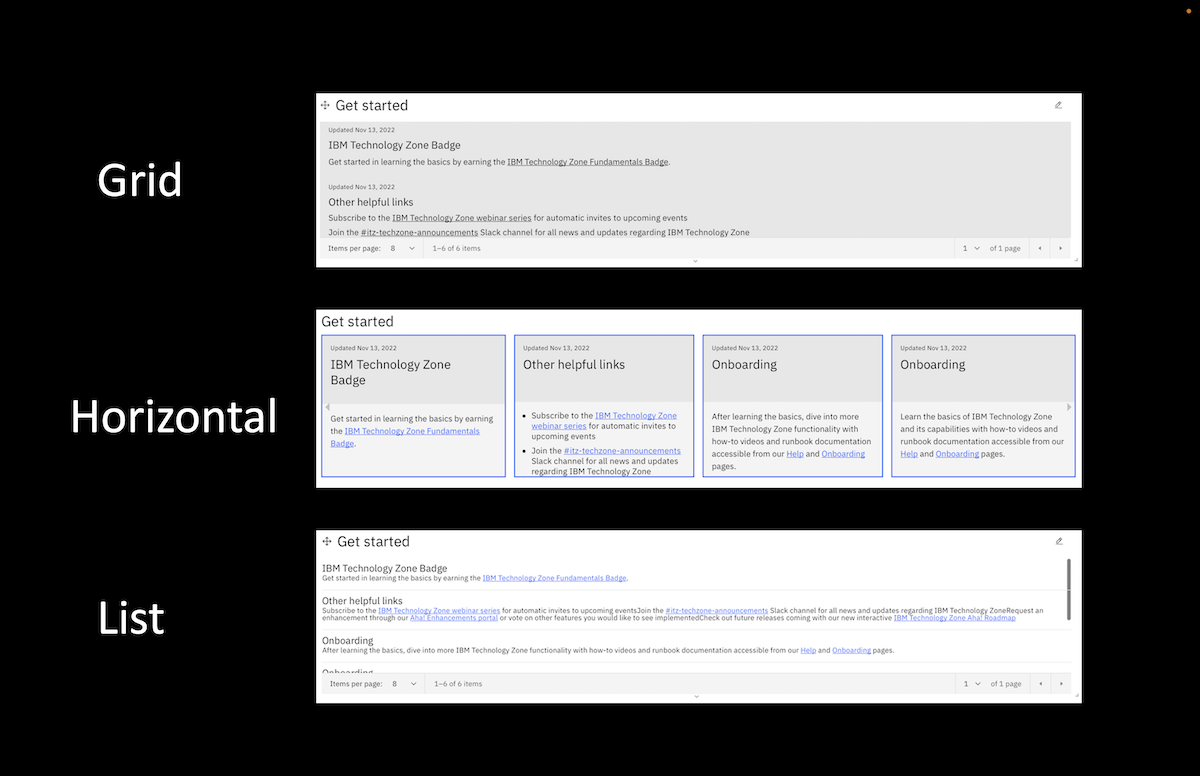 Grid
Get started
Updated Nov 13, 2022
IBM Technology Zone Badge
Get started in learning the basics by earning the IBM Technology Zone Fundamentals Badge.
Updated Nov 13, 2022
Other helpful links
Subscribe to the IBM Technology Zone webinar series for automatic invites to upcoming events
Join the #itz-techzone-announcements Slack channel for all news and updates regarding IBM Technology Zone
Items per page: 8 1–6 of 6 items 1 of 1 page
Horizontal
Get started
Updated Nov 13, 2022
IBM Technology Zone
Badge
Get started in learning the basics by earning
the IBM Technology Zone Fundamentals
Badge.
Updated Nov 13, 2022
Other helpful links
Subscribe to the IBM Technology Zone
webinar series for automatic invites to
upcoming events
Join the #itz-techzone-announcements
Slack channel for all news and updates
regarding IBM Technology Zone
Updated Nov 13, 2022
Onboarding
After learning the basics, dive into more
IBM Technology Zone functionality with
how-to videos and runbook documentation
accessible from our Help and Onboarding
pages.
Updated Nov 13, 2022
Onboarding
Learn the basics of IBM Technology Zone
and its capabilities with how-to videos and
runbook documentation accessible from our
Help and Onboarding pages.
List
Get started
IBM Technology Zone Badge
Get started in learning the basics by earning the IBM Technology Zone Fundamentals Badge.
Other helpful links
Subscribe to the IBM Technology Zone webinar series for automatic invites to upcoming eventsJoin the #itz-techzone-announcements Slack channel for all news and updates regarding IBM Technology ZoneRequest an
enhancement through our Aha! Enhancements portal or vote on other features you would like to see implementedCheck out future releases coming with our new interactive IBM Technology Zone Aha! Roadmap
Onboarding
After learning the basics, dive into more IBM Technology Zone functionality with how-to videos and runbook documentation accessible from our Help and Onboarding pages.
Onboarding
Items per page: 8 1–6 of 6 items 1 of 1 page